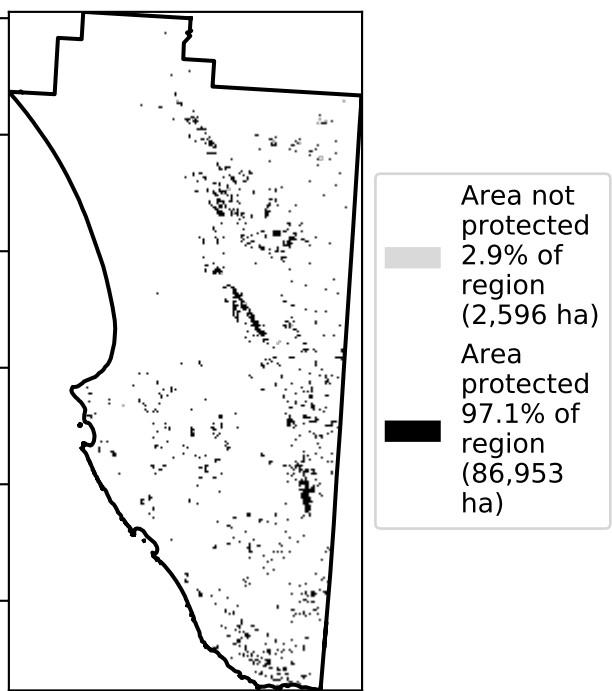 Area not
protected
2.9% of
region
(2,596 ha)
Area
protected
97.1% of
region
(86,953
ha)